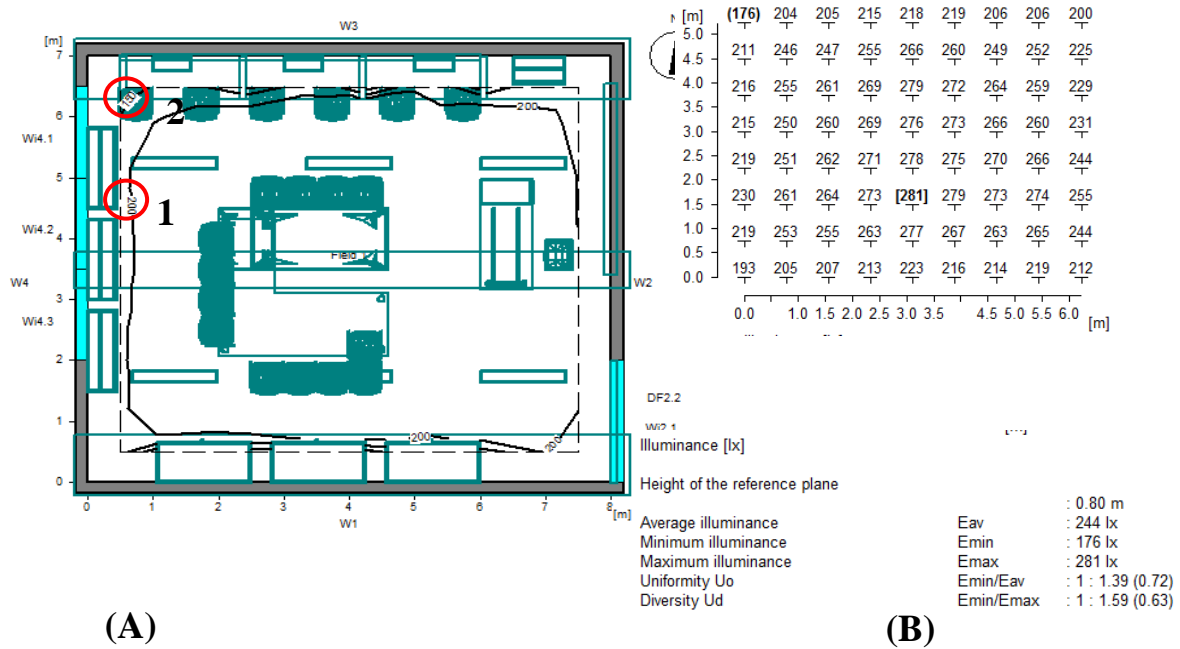 W3
[m]
7
6
5
4
3
2
1
0
Wi4.1
Wi4.2
W4
Wi4.3
W2
180
2
200
200
1
Field 1
200
200
0 1 2 3 4 5 6 7 8 [m]
W1
(A)
N [m]
(176) 204 205 215 218 219 206 206 200
5.0
4.5 211 246 247 255 266 260 249 252 225
4.0
3.5 216 255 261 269 279 272 264 259 229
3.0 215 250 260 269 276 273 266 260 231
2.5
2.0 219 251 262 271 278 275 270 266 244
1.5 230 261 264 273 [281] 279 273 274 255
1.0
0.5 219 253 255 263 277 267 263 265 244
0.0 193 205 207 213 223 216 214 219 212
0.0 1.0 1.5 2.0 2.5 3.0 3.5 4.5 5.0 5.5 6.0 [m]
DF2.2
Wi2.1
Illuminance [lx]
Height of the reference plane : 0.80 m
Average illuminance Eav : 244 lx
Minimum illuminance Emin : 176 lx
Maximum illuminance Emax : 281 lx
Uniformity Uo Emin/Eav : 1 : 1.39 (0.72)
Diversity Ud Emin/Emax : 1 : 1.59 (0.63)
(B)